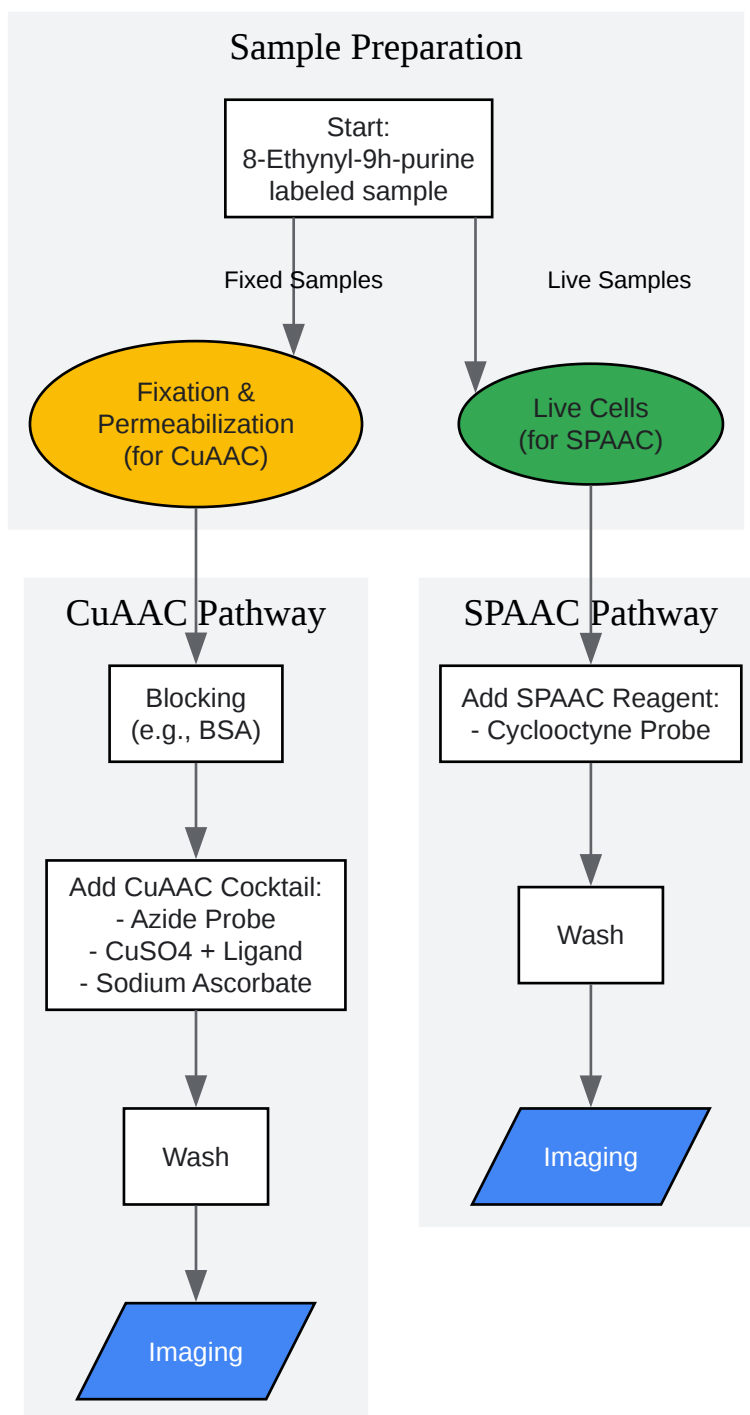 Sample Preparation
Start:
8-Ethynyl-9h-purine
labeled sample
Fixed Samples
Live Samples
Fixation &
Permeabilization
(for CuAAC)
Live Cells
(for SPAAC)
CuAAC Pathway
Blocking
(e.g., BSA)
Add CuAAC Cocktail:
- Azide Probe
- CuSO4 + Ligand
- Sodium Ascorbate
Wash
Imaging
SPAAC Pathway
Add SPAAC Reagent:
- Cyclooctyne Probe
Wash
Imaging